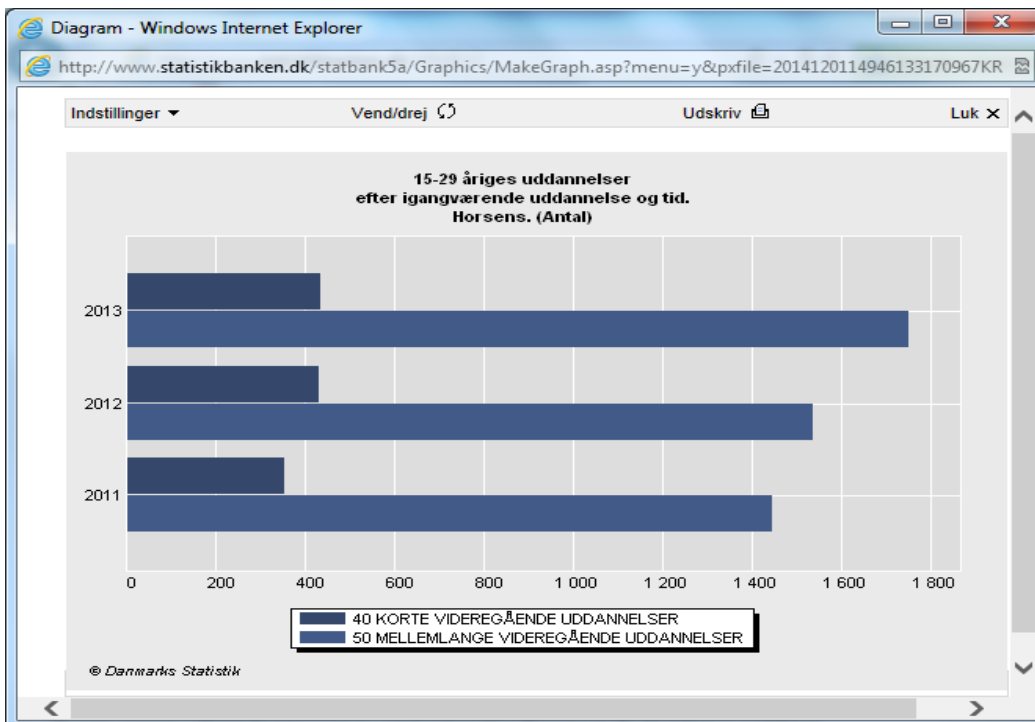 Diagram - Windows Internet Explorer
http://www.statistikbanken.dk/statbank5a/Graphics/MakeGraph.asp?menu=y&pxfile=2014120114946133170967KR
Indstillinger Vend/drej Udskriv Luk
15-29 åriges uddannelser
efter igangværende uddannelse og tid.
Horsens. (Antal)
2013
2012
2011
0 200 400 600 800 1 000 1 200 1 400 1 600 1 800
40 KORTE VIDEREGÅENDE UDDANNELSER
50 MELLEMLANGE VIDEREGÅENDE UDDANNELSER
© Danmarks Statistik